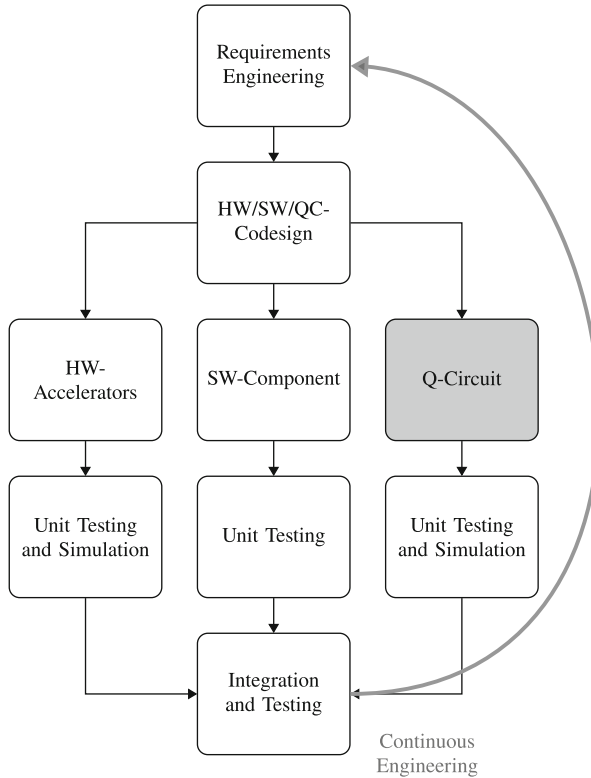 Requirements
Engineering
HW/SW/QC-
Codesign
HW-
Accelerators
SW-Component
Q-Circuit
Unit Testing
and Simulation
Unit Testing
Unit Testing
and Simulation
Integration
and Testing
Continuous
Engineering